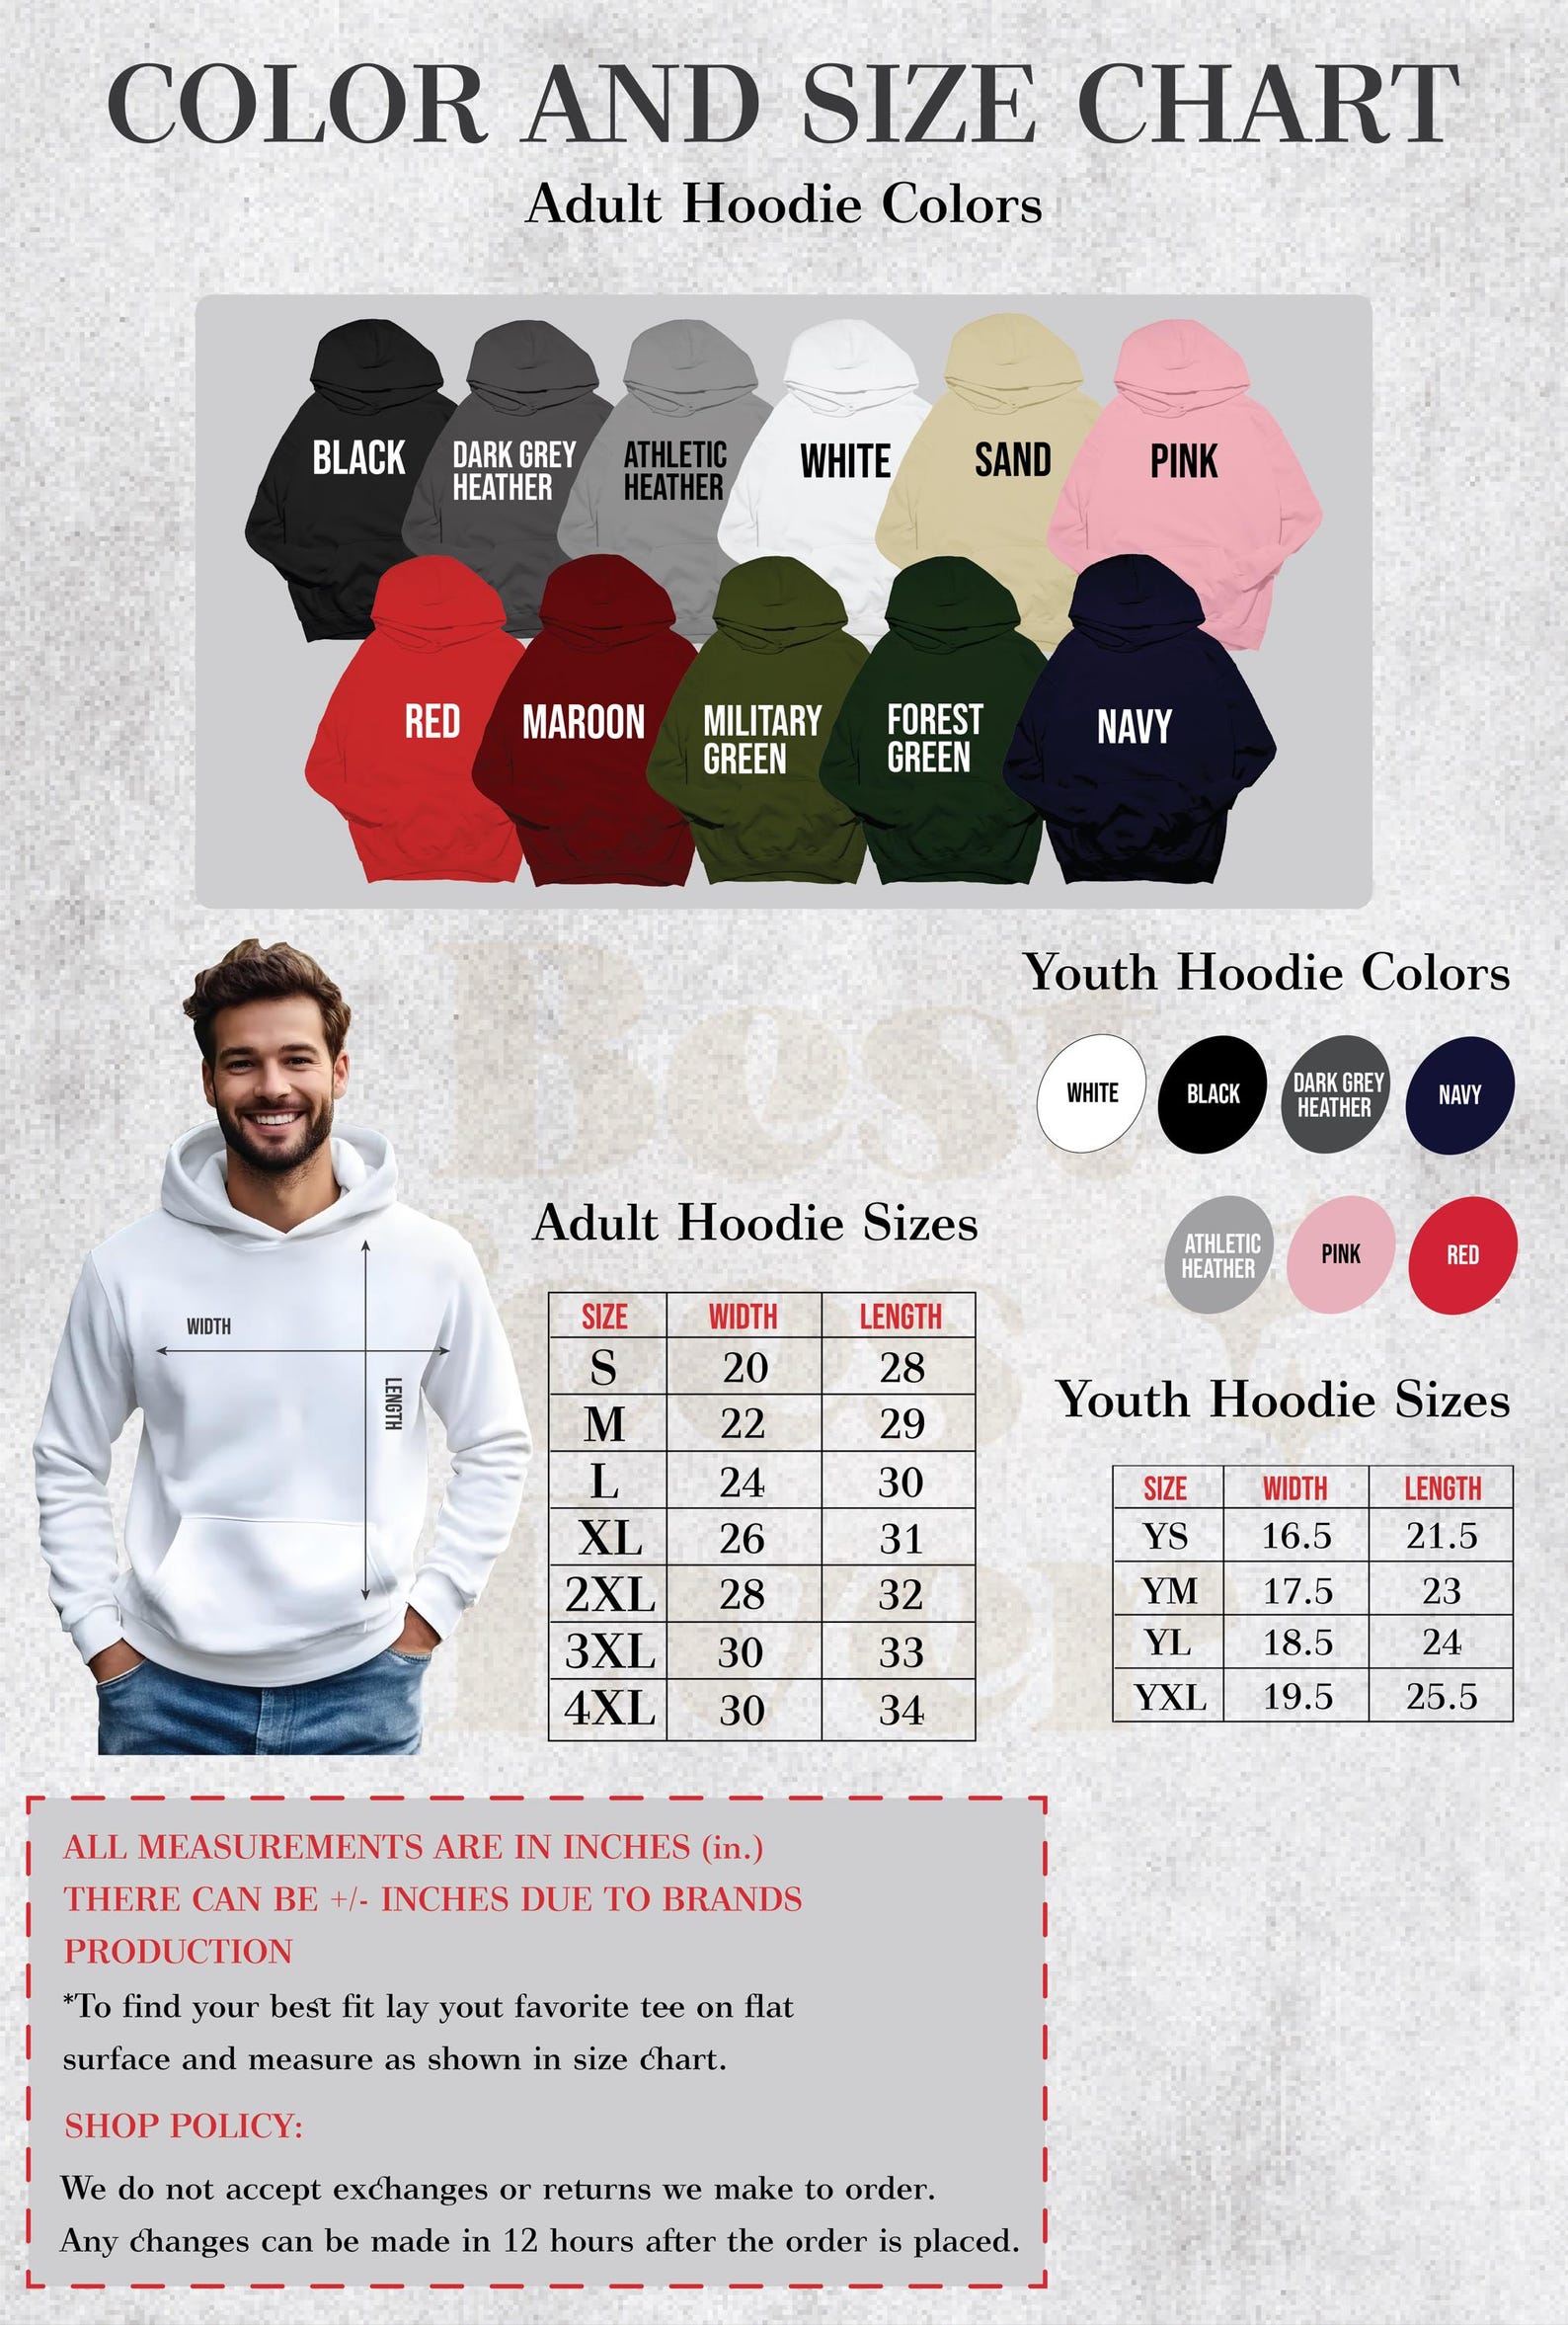 COLOR AND SIZE CHART
Adult Hoodie Colors
BLACK
DARK GREY
HEATHER
ATHLETIC
HEATHER
WHITE
SAND
PINK
RED
MAROON
MILITARY
GREEN
FOREST
GREEN
NAVY
Youth Hoodie Colors
WHITE
BLACK
DARK GREY
HEATHER
NAVY
ATHLETIC
HEATHER
PINK
RED
WIDTH
LENGTH
Adult Hoodie Sizes
SIZE WIDTH LENGTH
S 20 28
M 22 29
L 24 30
XL 26 31
2XL 28 32
3XL 30 33
4XL 30 34
Youth Hoodie Sizes
SIZE WIDTH LENGTH
YS 16.5 21.5
YM 17.5 23
YL 18.5 24
YXL 19.5 25.5
ALL MEASUREMENTS ARE IN INCHES (in.)
THERE CAN BE +/- INCHES DUE TO BRANDS
PRODUCTION
*To find your best fit lay yout favorite tee on flat
surface and measure as shown in size chart.
SHOP POLICY:
We do not accept exchanges or returns we make to order.
Any changes can be made in 12 hours after the order is placed.